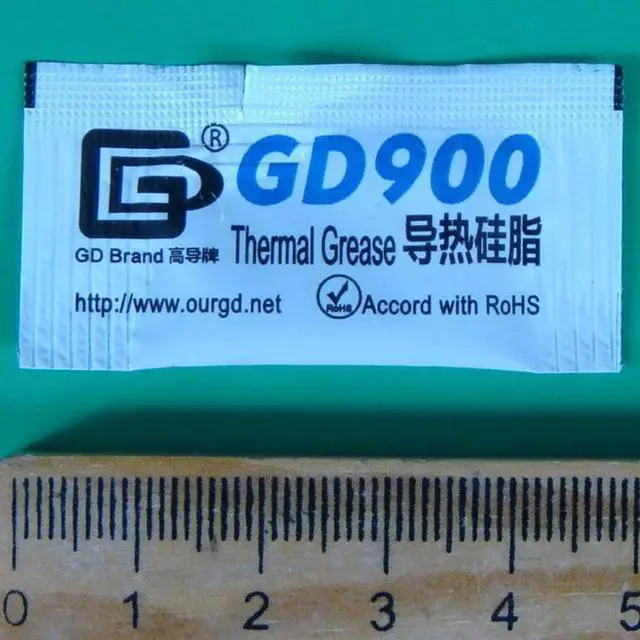 ® GD900
GD Brand 高导牌 Thermal Grease 导热硅脂
http://www.ourgd.net RoHS Accord with RoHS
0 1 2 3 4 5